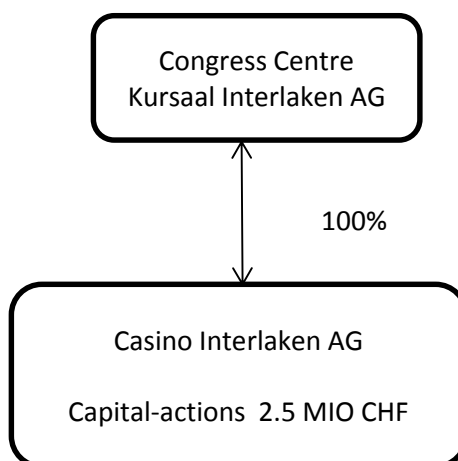 Congress Centre
Kursaal Interlaken AG
100%
Casino Interlaken AG
Capital-actions 2.5 MIO CHF